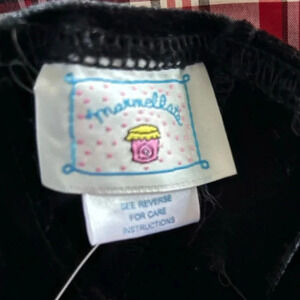 Marmellata
SEE REVERSE
FOR CARE
INSTRUCTIONS